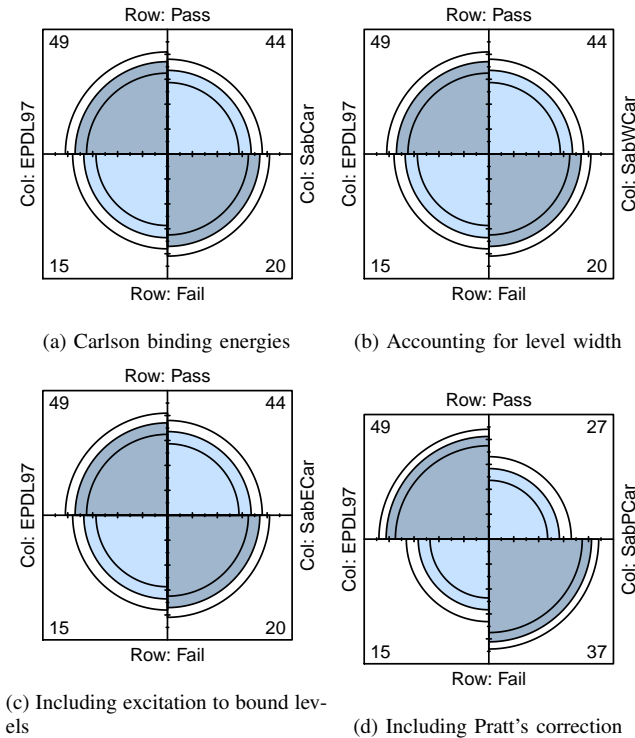 Row: Pass
49
44
Col: EPDL97
Col: SabCar
15
20
Row: Fail
(a) Carlson binding energies
Row: Pass
49
44
Col: EPDL97
Col: SabWCar
15
20
Row: Fail
(b) Accounting for level width
Row: Pass
49
44
Col: EPDL97
Col: SabECar
15
20
Row: Fail
(c) Including excitation to bound lev-
els
Row: Pass
49
27
Col: EPDL97
Col: SabPCar
15
37
Row: Fail
(d) Including Pratt's correction